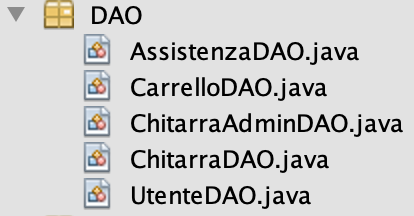 DAO
AssistenzaDAO.java
CarrelloDAO.java
ChitarraAdminDAO.java
ChitarraDAO.java
UtenteDAO.java